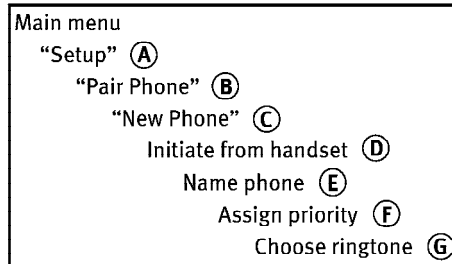 Main menu
“Setup” Ⓐ
“Pair Phone” Ⓑ
“New Phone” Ⓒ
Initiate from handset Ⓓ
Name phone Ⓔ
Assign priority Ⓕ
Choose ringtone Ⓖ